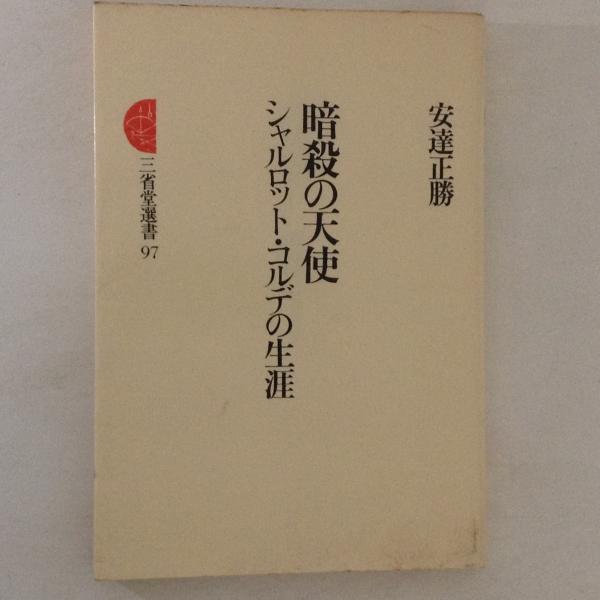 安達正勝
暗殺の天使
シャルロット・コルデの生涯
三省堂選書
97